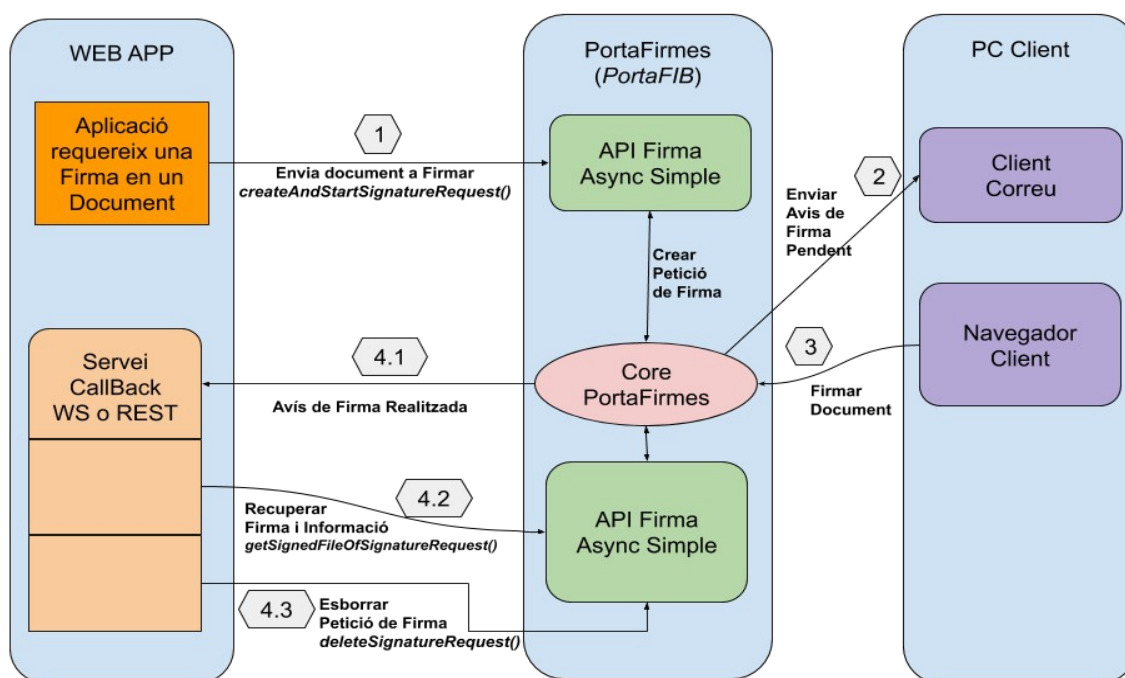 WEB APP
Aplicació
requereix una
Firma en un
Document
1
Envia document a Firmar
createAndStartSignatureRequest()
PortaFirmes
(PortaFIB)
API Firma
Async Simple
Crear
Petició
de Firma
PC Client
2
Enviar
Avis de
Firma
Pendent
Client
Correu
Navegador
Client
3
Firmar
Document
Core
PortaFirmes
4.1
Avís de Firma Realitzada
Servei
CallBack
WS o REST
4.2
Recuperar
Firma i Informació
getSignedFileOfSignatureRequest()
API Firma
Async Simple
4.3
Esborrar
Petició de Firma
deleteSignatureRequest()